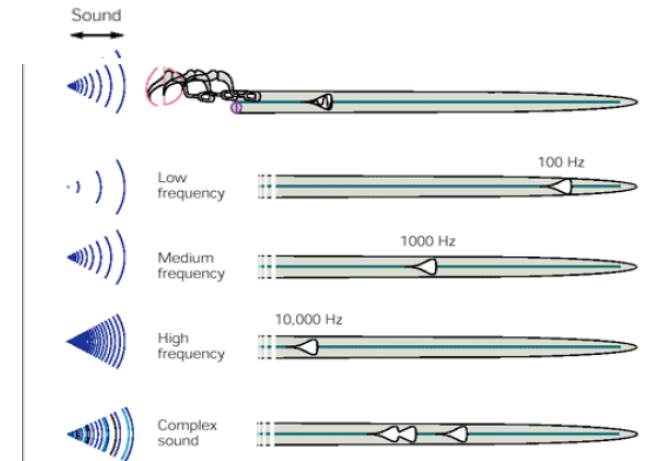 Sound
100 Hz
Low
frequency
1000 Hz
Medium
frequency
10,000 Hz
High
frequency
Complex
sound